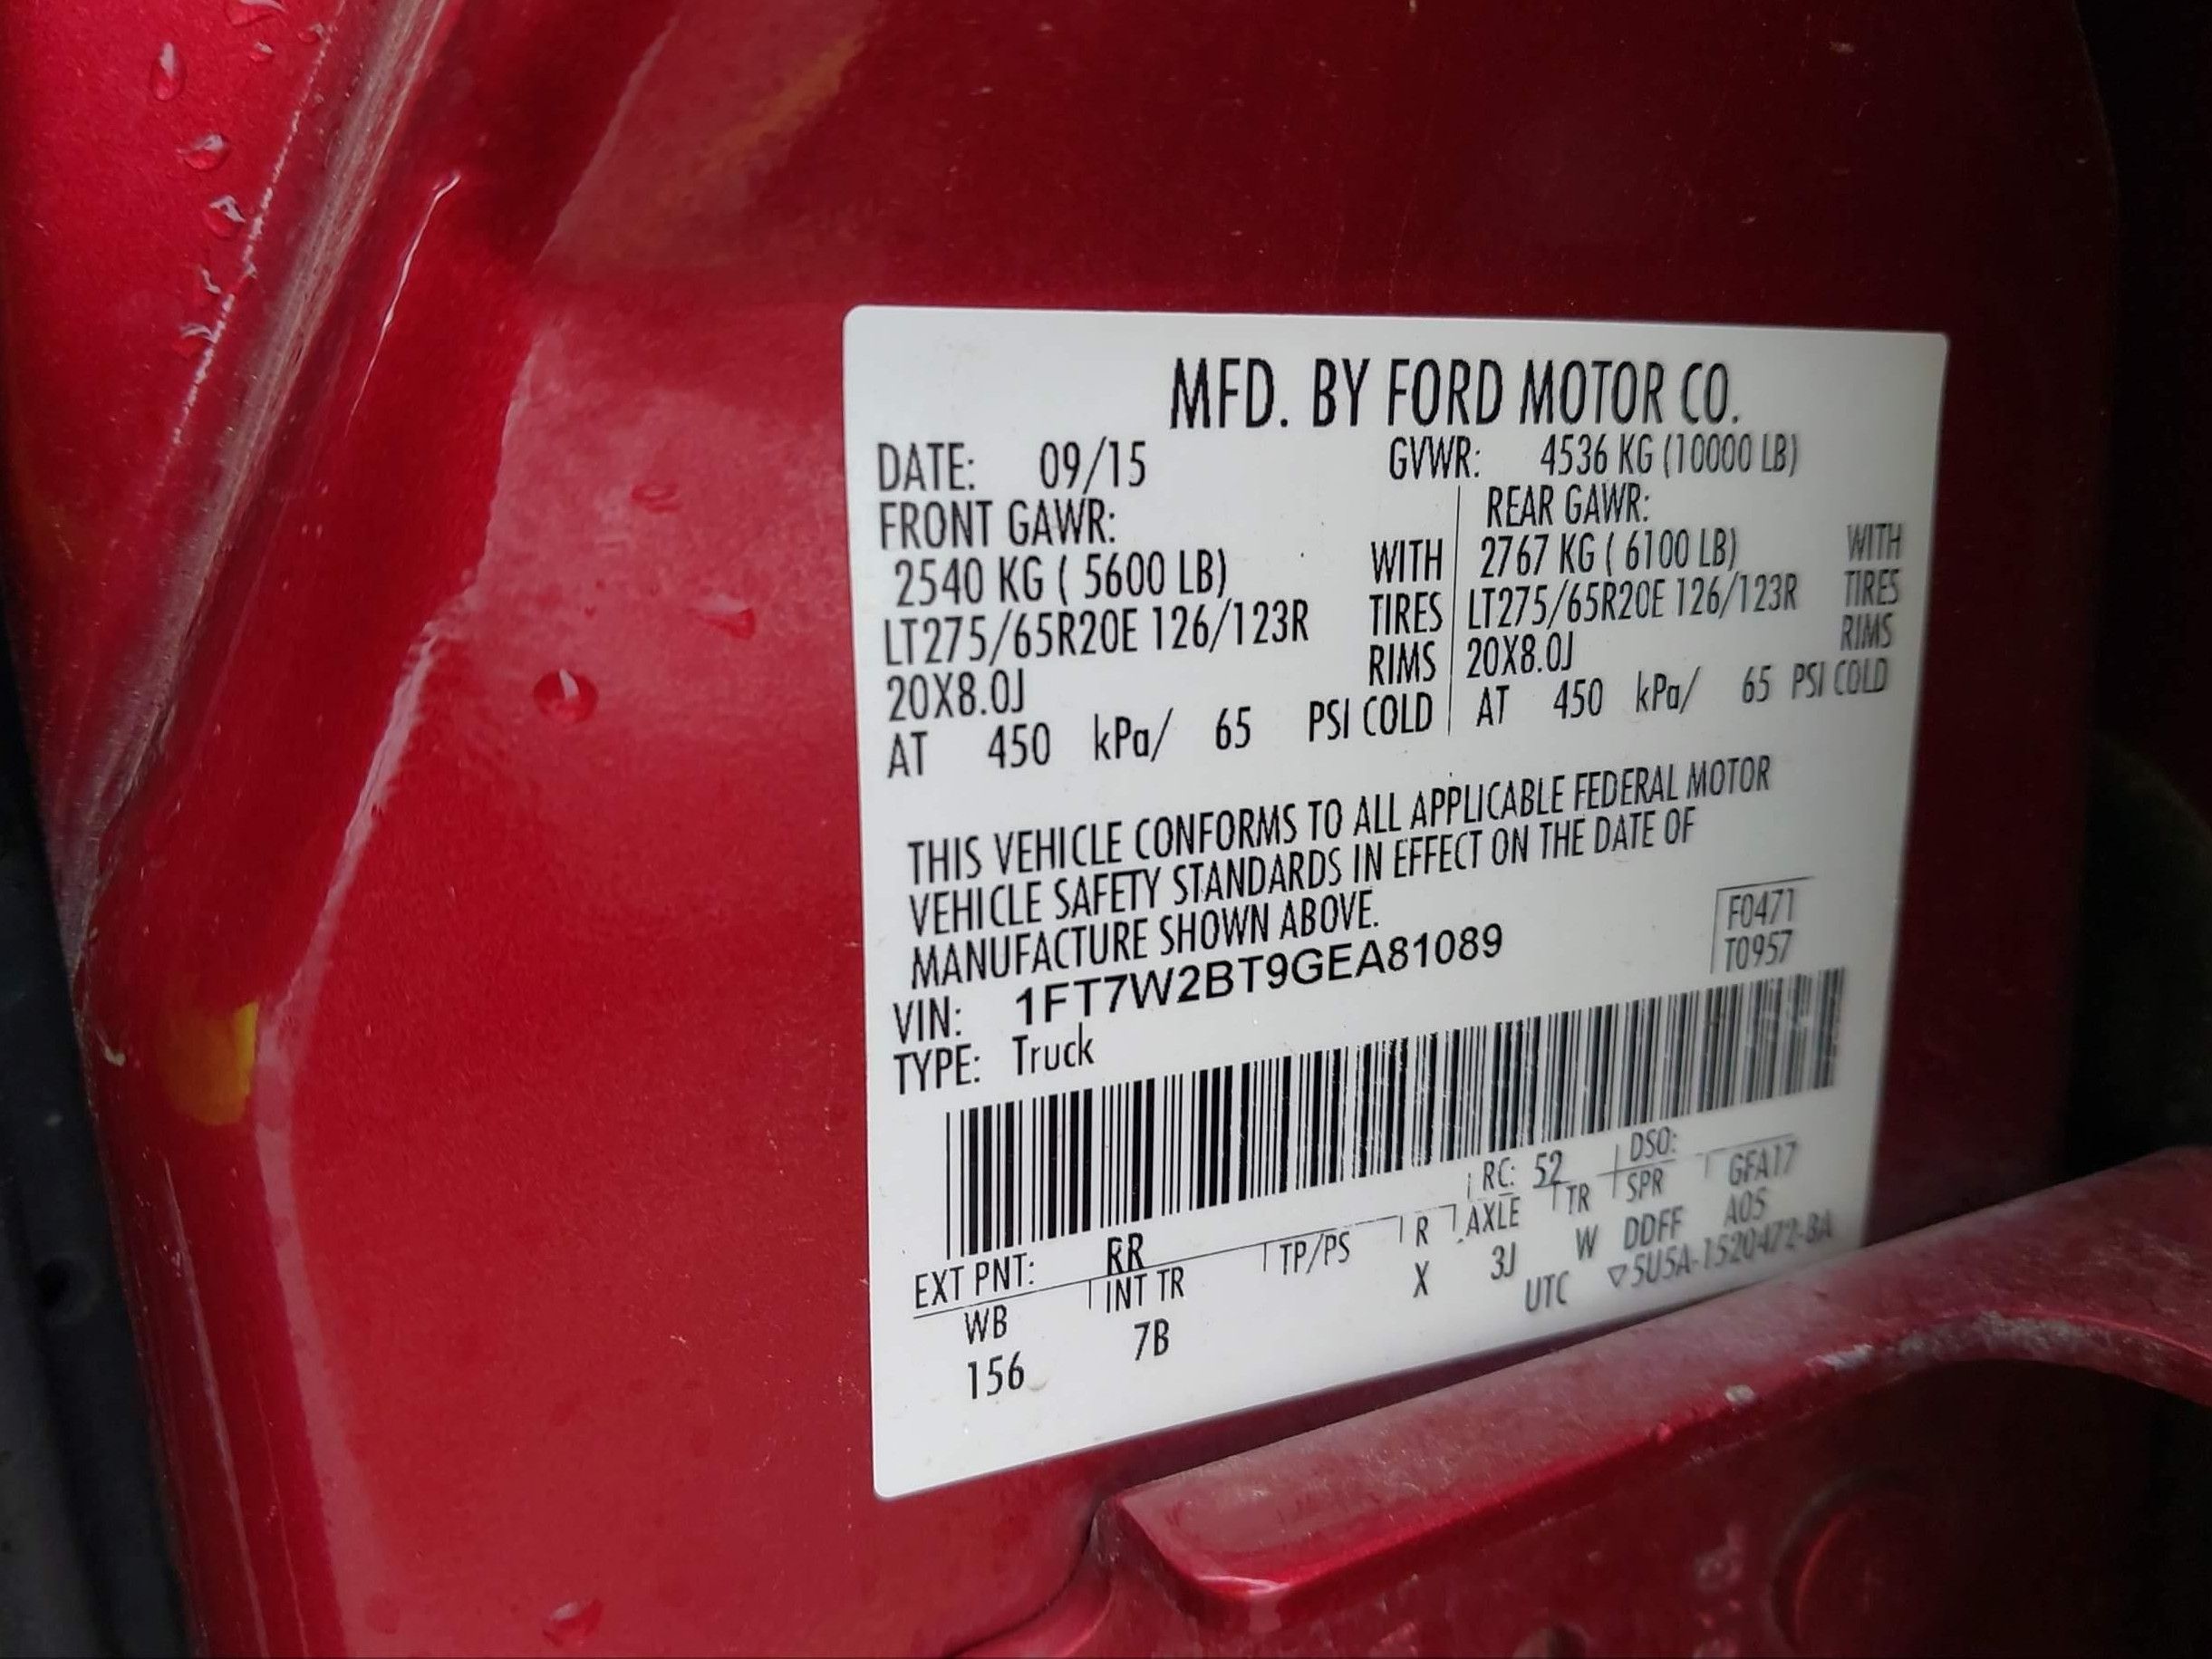 MFD. BY FORD MOTOR CO.
DATE: 09/15 GVWR: 4536 KG (10000 LB)
FRONT GAWR: REAR GAWR:
2540 KG ( 5600 LB) WITH 2767 KG ( 6100 LB) WITH
LT275/65R20E 126/123R TIRES LT275/65R20E 126/123R TIRES
20X8.0J RIMS 20X8.0J RIMS
AT 450 kPa/ 65 PSI COLD AT 450 kPa/ 65 PSI COLD
THIS VEHICLE CONFORMS TO ALL APPLICABLE FEDERAL MOTOR
VEHICLE SAFETY STANDARDS IN EFFECT ON THE DATE OF
MANUFACTURE SHOWN ABOVE.
F0471
T0957
VIN: 1FT7W2BT9GEA81089
TYPE: Truck
EXT PNT: RR RC: 52 DSO:
WB INT TR TP/PS R AXLE TR SPR GFA17
156 7B X 3J W DDFF A05
UTC ▽5U5A-1520472-BA